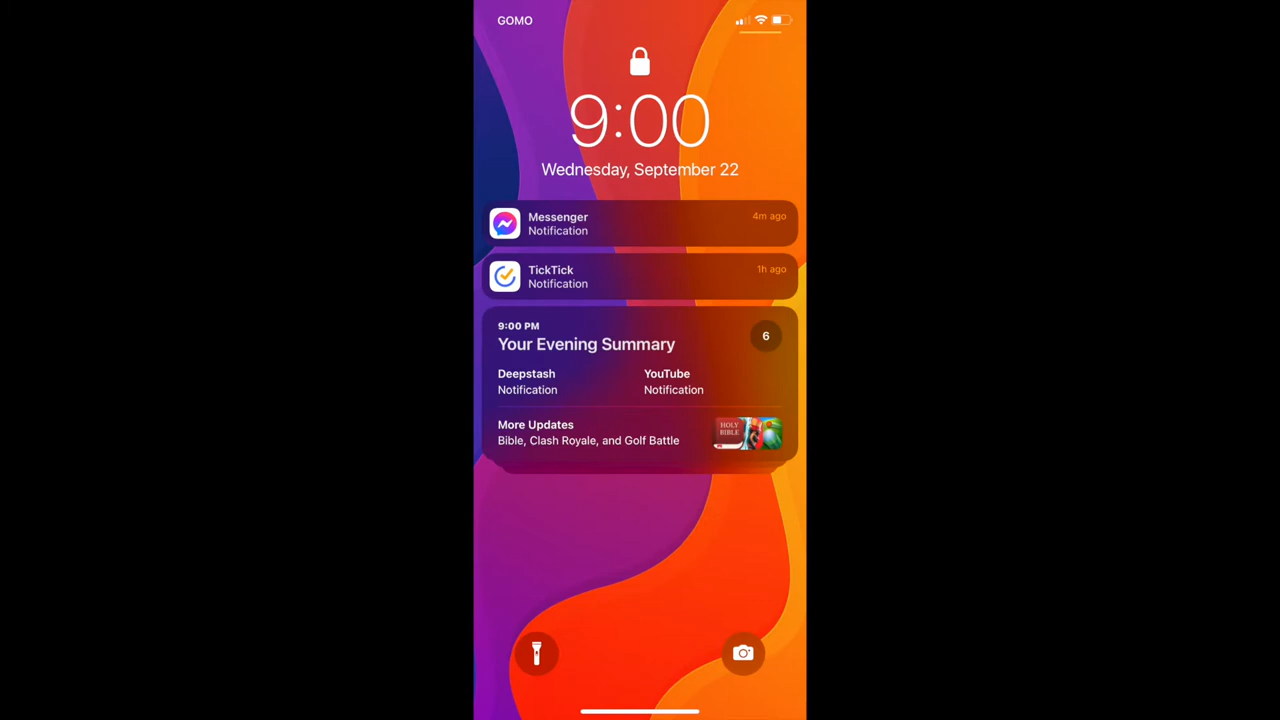 GOMO
9:00
Wednesday, September 22
Messenger
4m ago
Notification
TickTick
1h ago
Notification
9:00 PM
Your Evening Summary
6
Deepstash
YouTube
Notification
Notification
More Updates
Bible, Clash Royale, and Golf Battle
HOLY
BIBLE